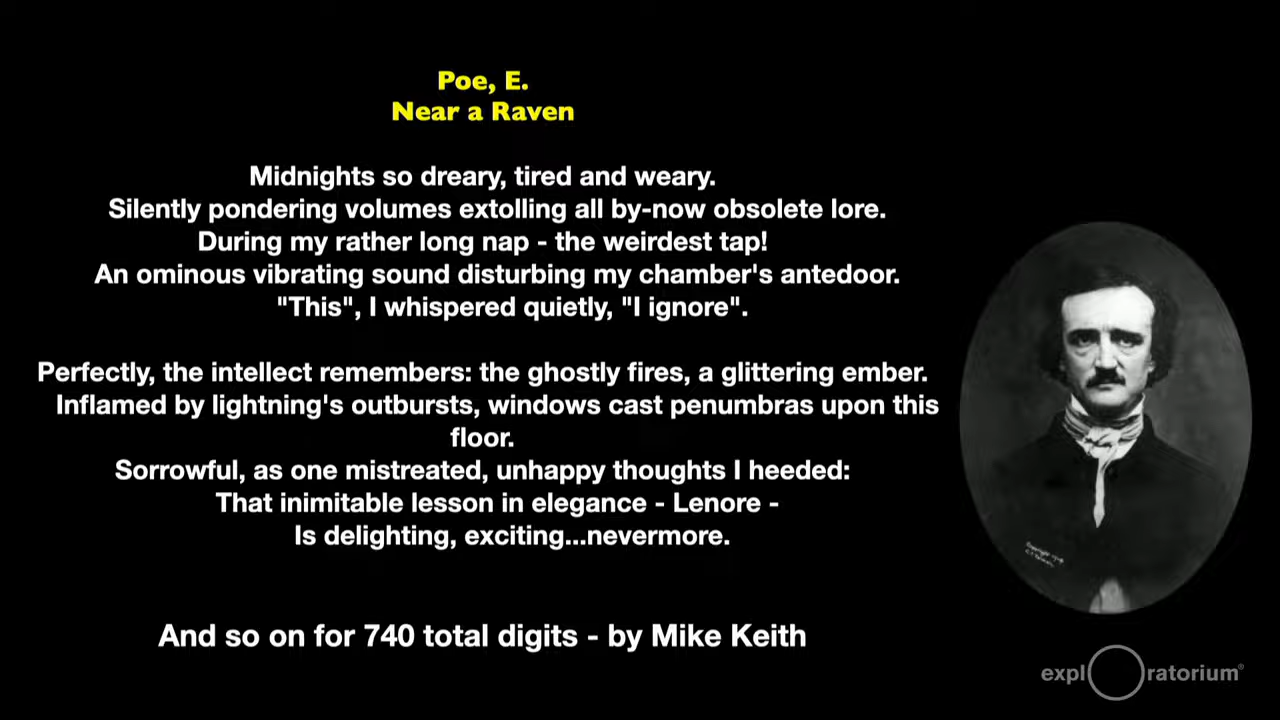 Poe, E.
Near a Raven
Midnights so dreary, tired and weary.
Silently pondering volumes extolling all by-now obsolete lore.
During my rather long nap - the weirdest tap!
An ominous vibrating sound disturbing my chamber's antedoor.
"This", I whispered quietly, "I ignore".
Perfectly, the intellect remembers: the ghostly fires, a glittering ember.
Inflamed by lightning's outbursts, windows cast penumbras upon this
floor.
Sorrowful, as one mistreated, unhappy thoughts I heeded:
That inimitable lesson in elegance - Lenore -
Is delighting, exciting...nevermore.
And so on for 740 total digits - by Mike Keith
explOratorium®